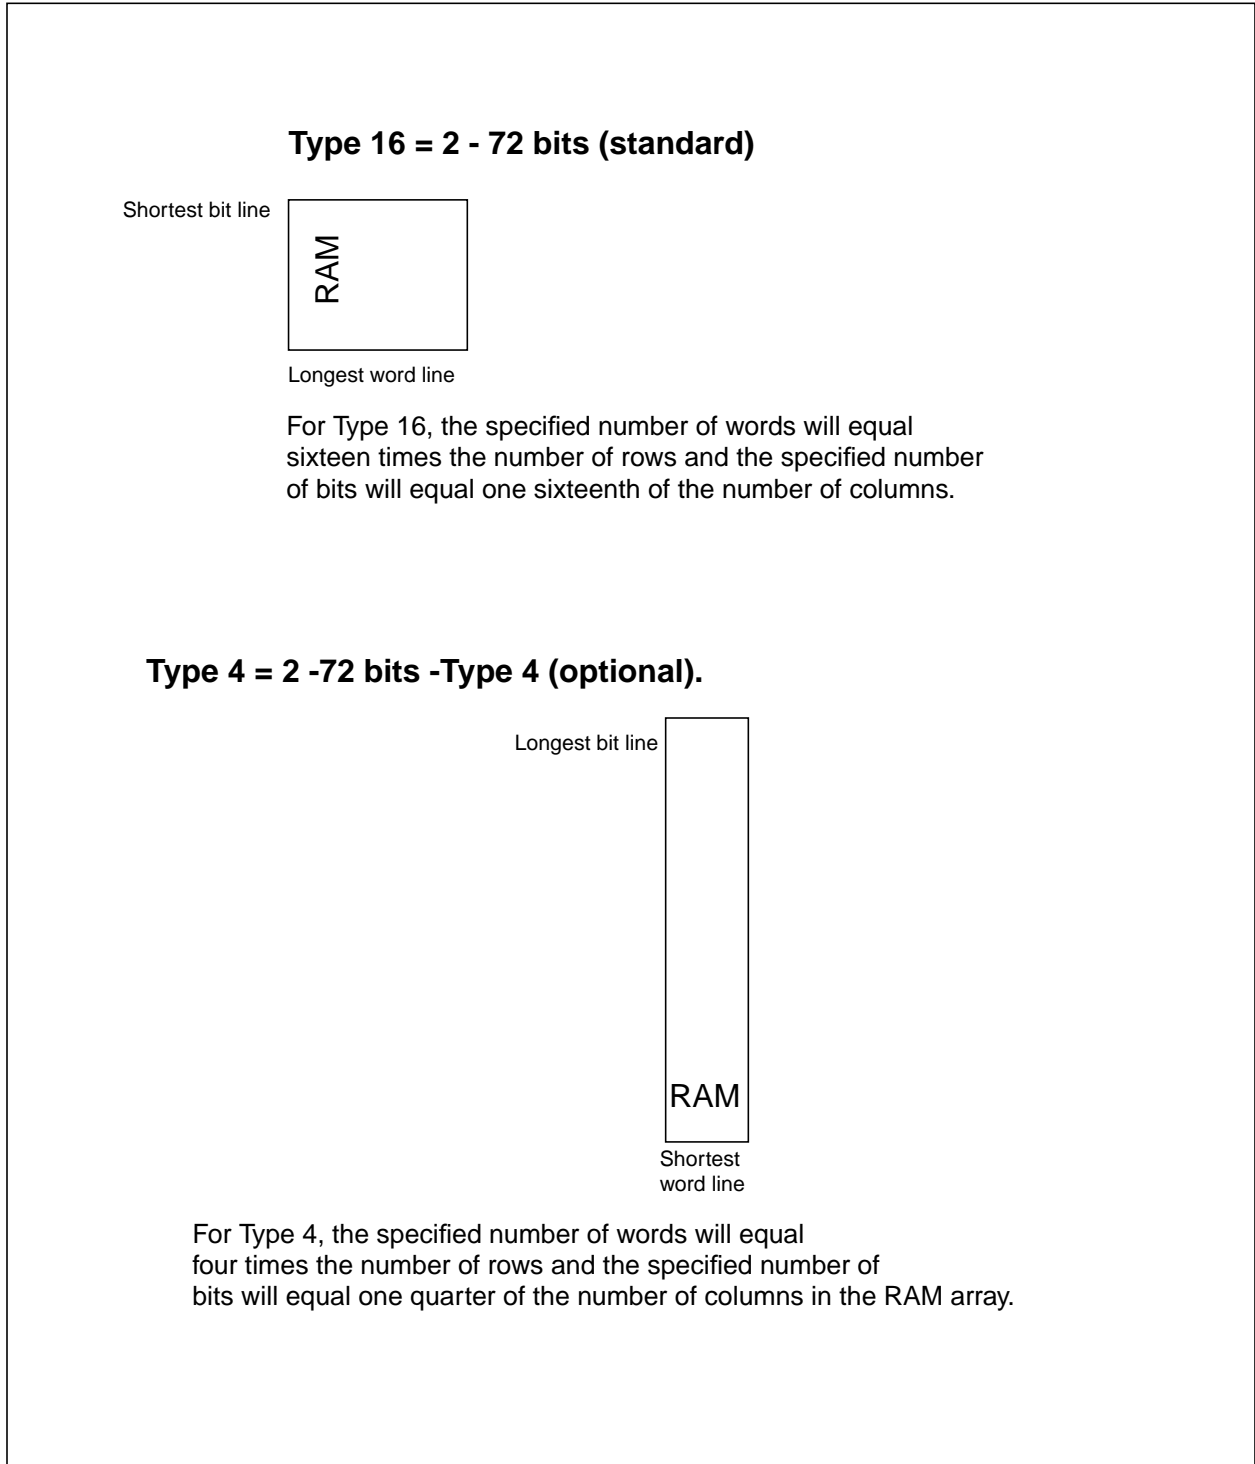 Type 16 = 2 - 72 bits (standard)
Shortest bit line
RAM
Longest word line
For Type 16, the specified number of words will equal
sixteen times the number of rows and the specified number
of bits will equal one sixteenth of the number of columns.
Type 4 = 2 -72 bits -Type 4 (optional).
Longest bit line
RAM
Shortest
word line
For Type 4, the specified number of words will equal
four times the number of rows and the specified number of
bits will equal one quarter of the number of columns in the RAM array.